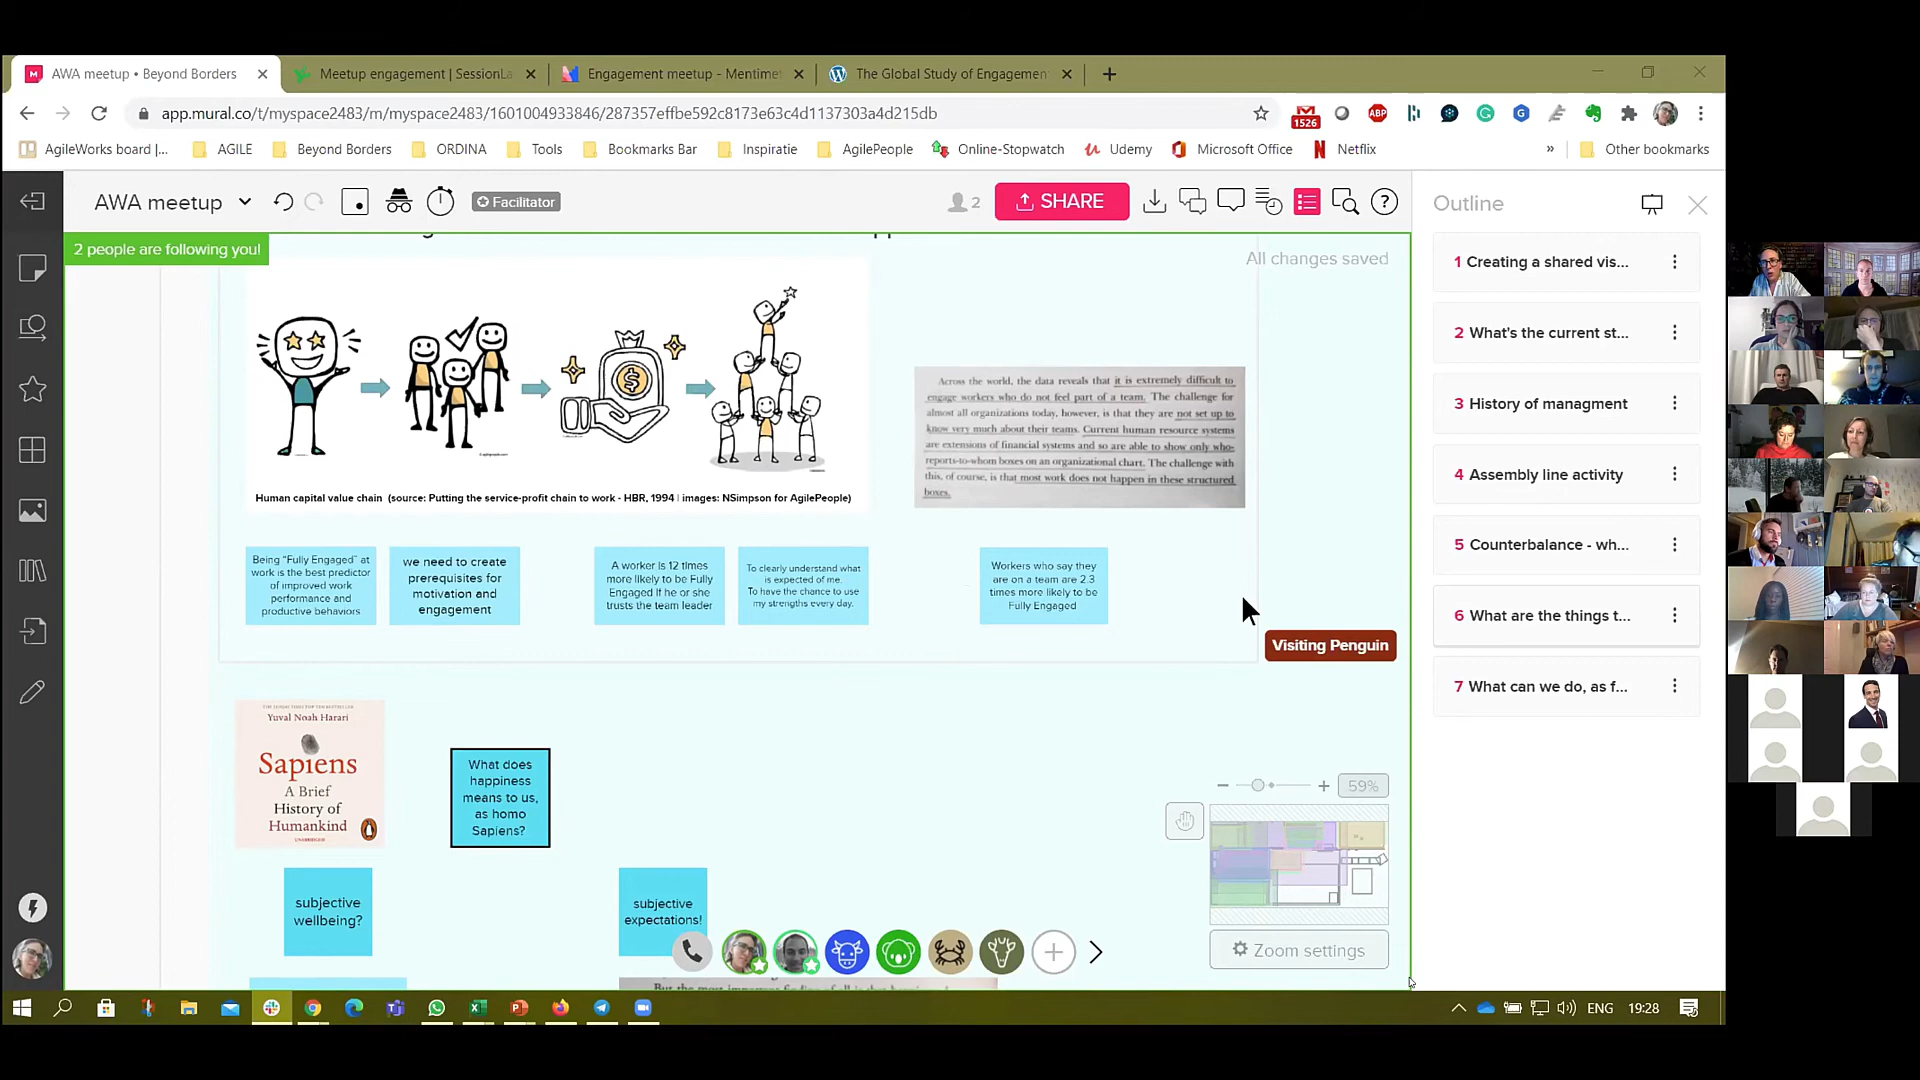 AWA meetup • Beyond Borders
Meetup engagement | SessionLa
Engagement meetup - Mentimet
The Global Study of Engagemen
app.mural.co/t/myspace2483/m/myspace2483/1601004933846/287357effbe592c8173e63c4d1137303a4d215db
1526
ABP
AgileWorks board |...
AGILE
Beyond Borders
ORDINA
Tools
Bookmarks Bar
Inspiratie
AgilePeople
Online-Stopwatch
Udemy
Microsoft Office
Netflix
»
Other bookmarks
AWA meetup
Facilitator
2
SHARE
Outline
2 people are following you!
All changes saved
1 Creating a shared vis...
2 What's the current st...
3 History of managment
4 Assembly line activity
5 Counterbalance - wh...
6 What are the things t...
7 What can we do, as f...
Human capital value chain (source: Putting the service-profit chain to work - HBR, 1994 | images: NSimpson for AgilePeople)
Across the world, the data reveals that it is extremely difficult to
engage workers who do not feel part of a team. The challenge for
almost all organizations today, however, is that they are not set up to
know very much about their teams. Current human resource systems
are extensions of financial systems and so are able to show only who-
reports-to-whom boxes on an organizational chart. The challenge with
this, of course, is that most work does not happen in these structured
boxes.
Being "Fully Engaged" at
work is the best predictor
of improved work
performance and
productive behaviors
we need to create
prerequisites for
motivation and
engagement
A worker is 12 times
more likely to be Fully
Engaged If he or she
trusts the team leader
To clearly understand what
is expected of me.
To have the chance to use
my strengths every day.
Workers who say they
are on a team are 2.3
times more likely to be
Fully Engaged
Visiting Penguin
Yuval Noah Harari
Sapiens
A Brief
History of
Humankind
What does
happiness
means to us,
as homo
Sapiens?
subjective
wellbeing?
subjective
expectations!
59%
Zoom settings
ENG
19:28